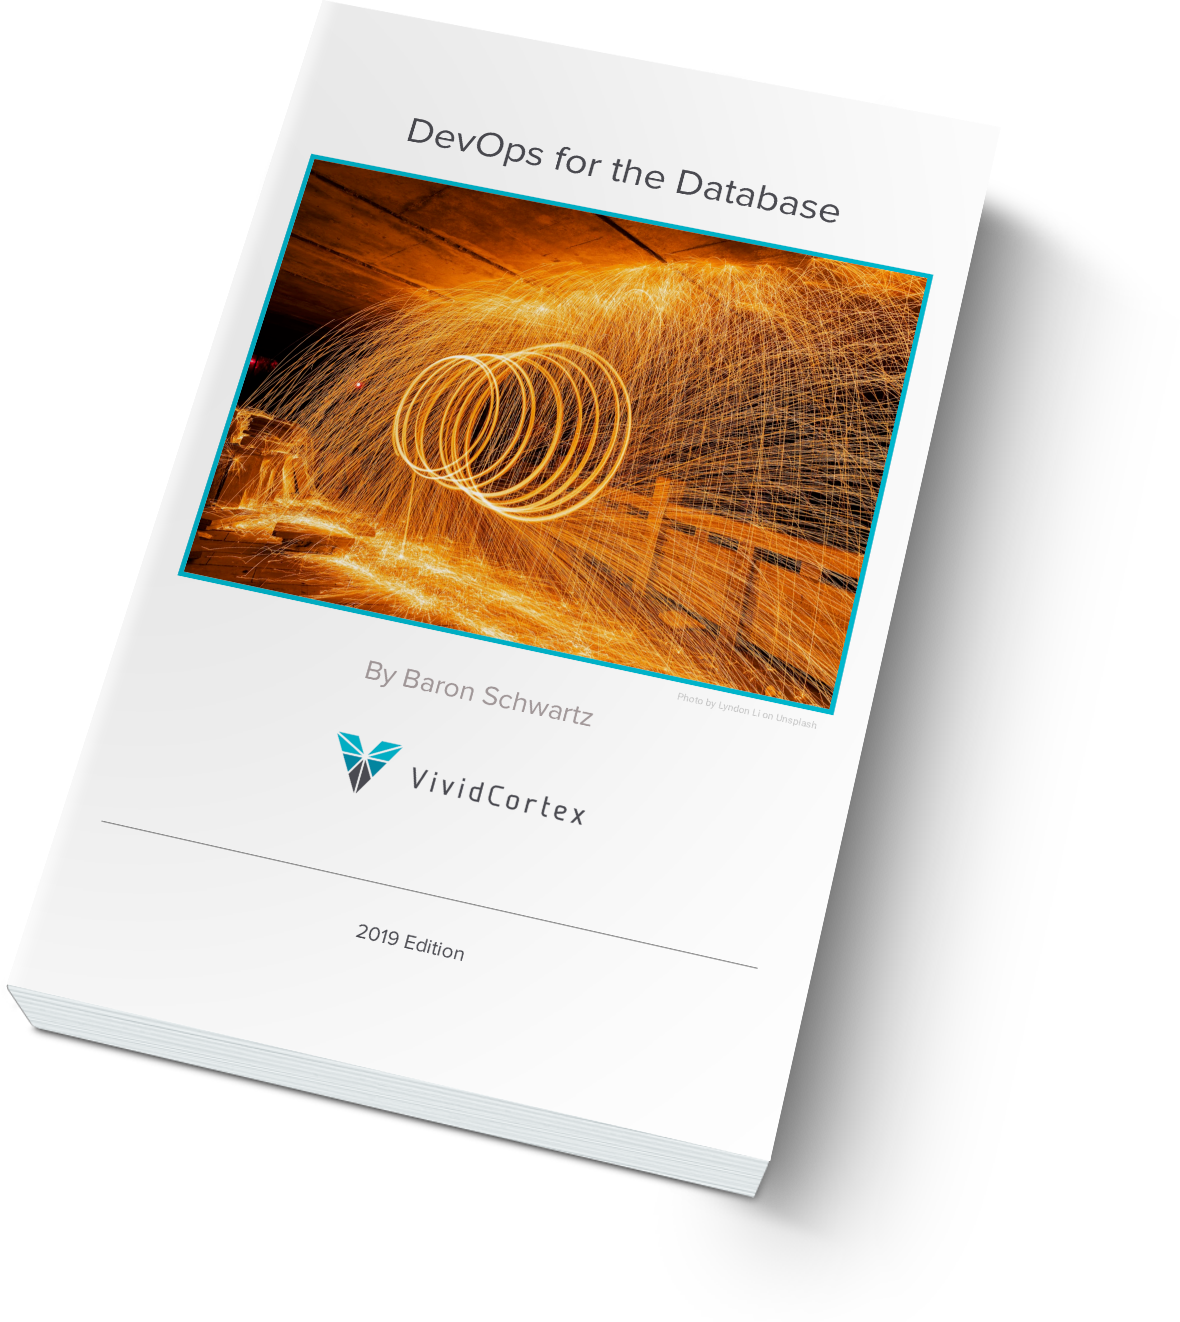 DevOps for the Database
By Baron Schwartz
Photo by Lyndon Li on Unsplash
VividCortex
2019 Edition